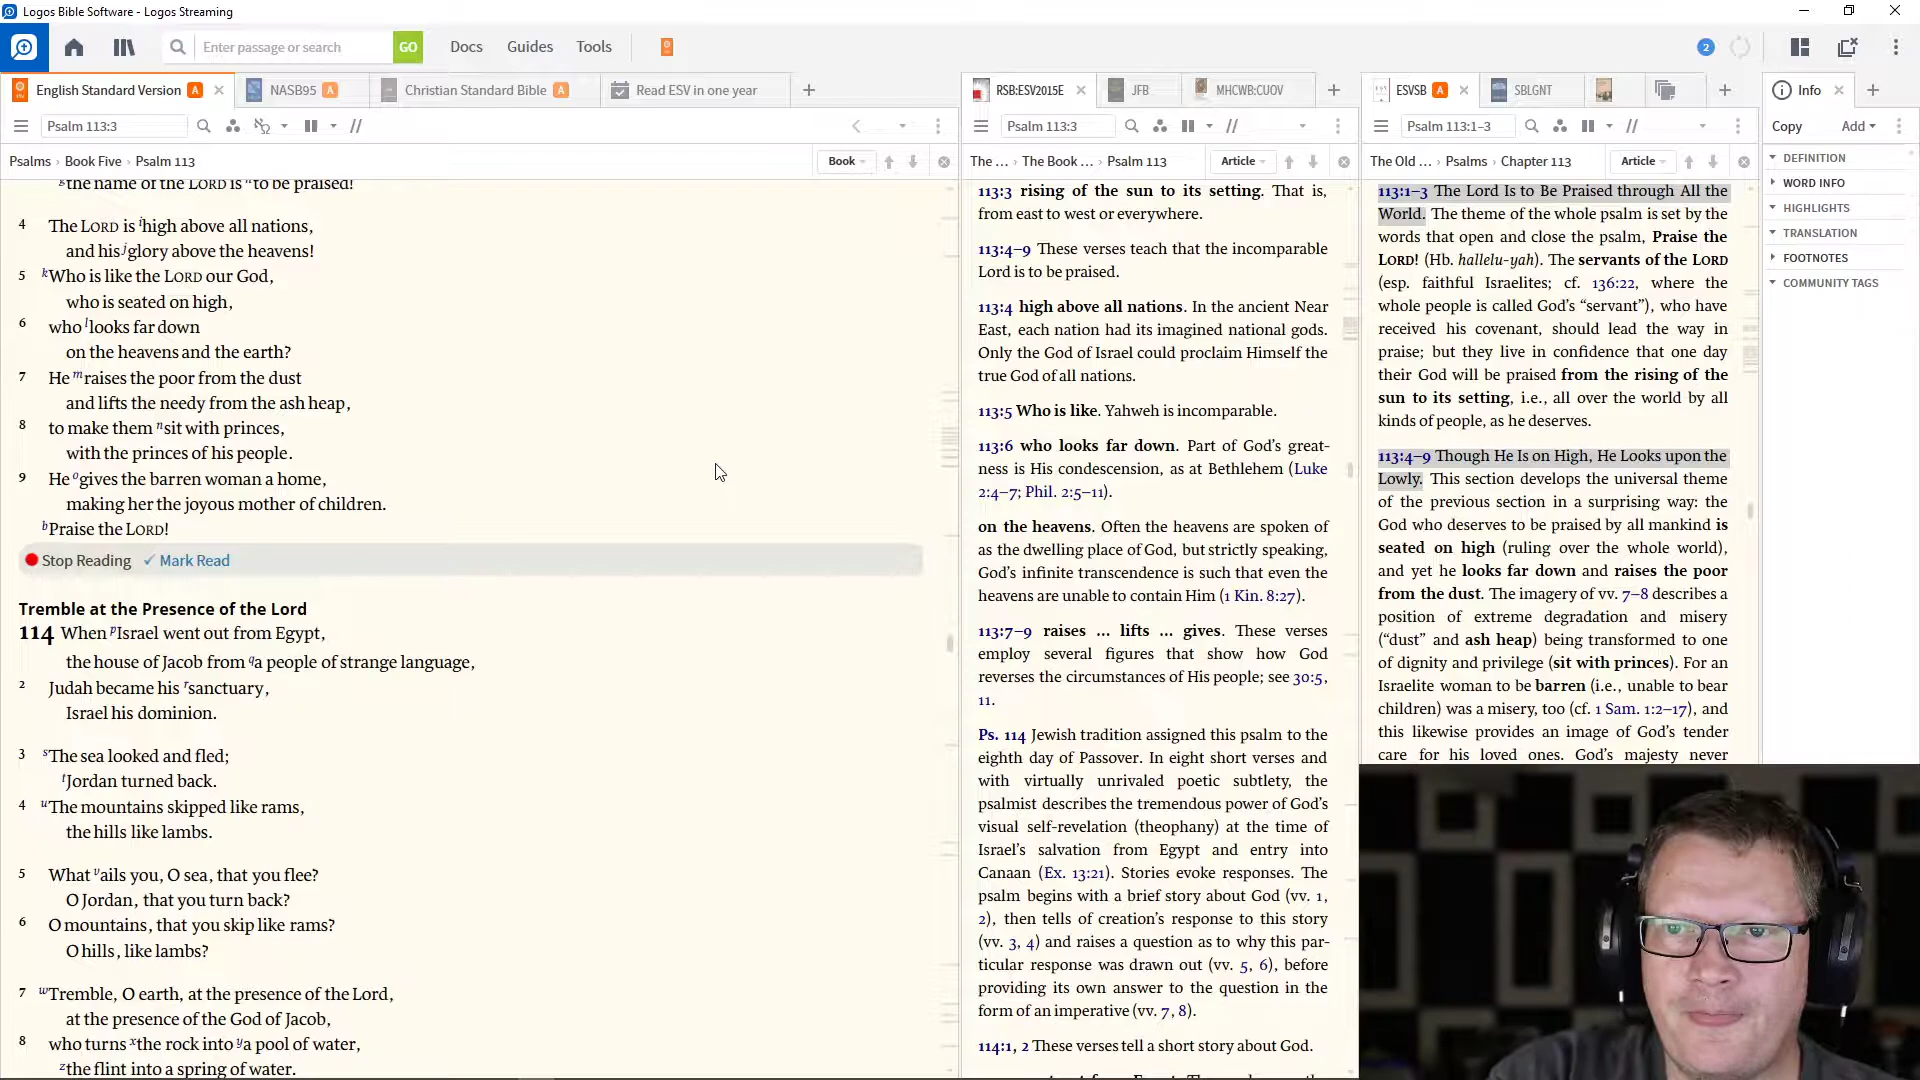 Logos Bible Software - Logos Streaming
Enter passage or search
GO
Docs
Guides
Tools
2
English Standard Version A
NASB95 A
Christian Standard Bible A
Read ESV in one year
Psalm 113:3
Psalms › Book Five › Psalm 113
Book
g the name of the LORD is h to be praised!
4 The LORD is i high above all nations,
and his j glory above the heavens!
5 k Who is like the LORD our God,
who is seated on high,
6 who l looks far down
on the heavens and the earth?
7 He m raises the poor from the dust
and lifts the needy from the ash heap,
8 to make them n sit with princes,
with the princes of his people.
9 He o gives the barren woman a home,
making her the joyous mother of children.
b Praise the LORD!
Stop Reading ✓ Mark Read
Tremble at the Presence of the Lord
114 When p Israel went out from Egypt,
the house of Jacob from q a people of strange language,
2 Judah became his r sanctuary,
Israel his dominion.
3 s The sea looked and fled;
t Jordan turned back.
4 u The mountains skipped like rams,
the hills like lambs.
5 What v ails you, O sea, that you flee?
O Jordan, that you turn back?
6 O mountains, that you skip like rams?
O hills, like lambs?
7 w Tremble, O earth, at the presence of the Lord,
at the presence of the God of Jacob,
8 who turns x the rock into y a pool of water,
z the flint into a spring of water.
RSB:ESV2015E
JFB
MHCWB:CUOV
Psalm 113:3
The ... › The Book ... › Psalm 113
Article
113:3 rising of the sun to its setting. That is,
from east to west or everywhere.
113:4–9 These verses teach that the incomparable
Lord is to be praised.
113:4 high above all nations. In the ancient Near
East, each nation had its imagined national gods.
Only the God of Israel could proclaim Himself the
true God of all nations.
113:5 Who is like. Yahweh is incomparable.
113:6 who looks far down. Part of God's great-
ness is His condescension, as at Bethlehem (Luke
2:4–7; Phil. 2:5–11).
on the heavens. Often the heavens are spoken of
as the dwelling place of God, but strictly speaking,
God's infinite transcendence is such that even the
heavens are unable to contain Him (1 Kin. 8:27).
113:7–9 raises ... lifts ... gives. These verses
employ several figures that show how God
reverses the circumstances of His people; see 30:5,
11.
Ps. 114 Jewish tradition assigned this psalm to the
eighth day of Passover. In eight short verses and
with virtually unrivaled poetic subtlety, the
psalmist describes the tremendous power of God's
visual self-revelation (theophany) at the time of
Israel's salvation from Egypt and entry into
Canaan (Ex. 13:21). Stories evoke responses. The
psalm begins with a brief story about God (vv. 1,
2), then tells of creation's response to this story
(vv. 3, 4) and raises a question as to why this par-
ticular response was drawn out (vv. 5, 6), before
providing its own answer to the question in the
form of an imperative (vv. 7, 8).
114:1, 2 These verses tell a short story about God.
ESVSB A
SBLGNT
Psalm 113:1–3
The Old ... › Psalms › Chapter 113
Article
113:1–3 The Lord Is to Be Praised through All the
World. The theme of the whole psalm is set by the
words that open and close the psalm, Praise the
LORD! (Hb. hallelu-yah). The servants of the LORD
(esp. faithful Israelites; cf. 136:22, where the
whole people is called God's “servant”), who have
received his covenant, should lead the way in
praise; but they live in confidence that one day
their God will be praised from the rising of the
sun to its setting, i.e., all over the world by all
kinds of people, as he deserves.
113:4–9 Though He Is on High, He Looks upon the
Lowly. This section develops the universal theme
of the previous section in a surprising way: the
God who deserves to be praised by all mankind is
seated on high (ruling over the whole world),
and yet he looks far down and raises the poor
from the dust. The imagery of vv. 7–8 describes a
position of extreme degradation and misery
(“dust” and ash heap) being transformed to one
of dignity and privilege (sit with princes). For an
Israelite woman to be barren (i.e., unable to bear
children) was a misery, too (cf. 1 Sam. 1:2–17), and
this likewise provides an image of God's tender
care for his loved ones. God's majesty never
Info
Copy
Add
DEFINITION
WORD INFO
HIGHLIGHTS
TRANSLATION
FOOTNOTES
COMMUNITY TAGS